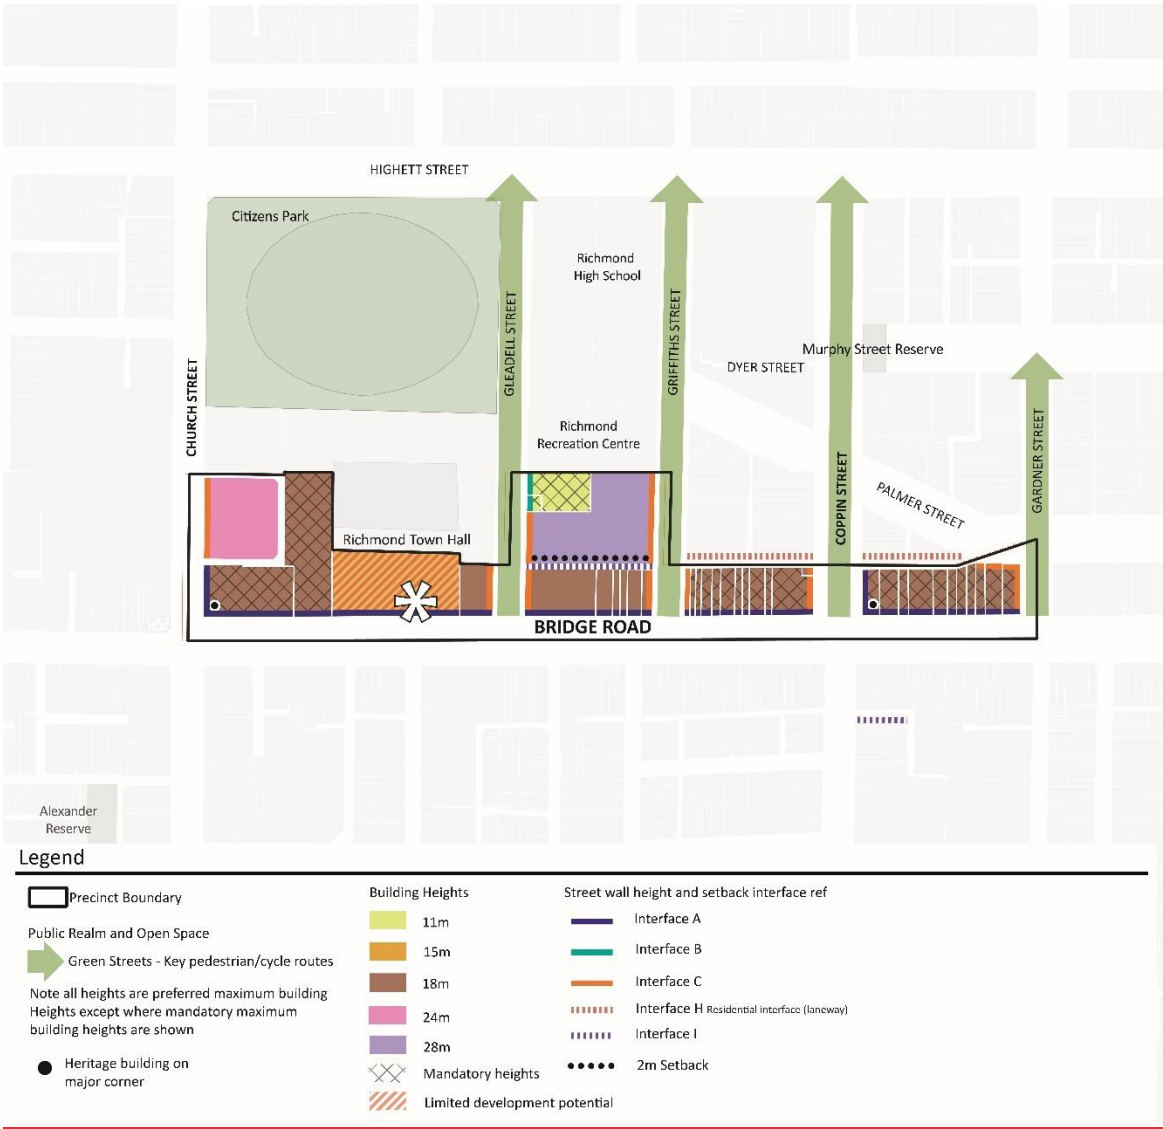 HIGHETT STREET
Citizens Park
Richmond
High School
GLEADELL STREET
GRIFFITHS STREET
Murphy Street Reserve
DYER STREET
CHURCH STREET
GARDNER STREET
Richmond
Recreation Centre
COPPIN STREET
PALMER STREET
Richmond Town Hall
BRIDGE ROAD
Alexander
Reserve
Legend
Precinct Boundary
Public Realm and Open Space
Green Streets - Key pedestrian/cycle routes
Note all heights are preferred maximum building
Heights except where mandatory maximum
building heights are shown
Heritage building on
major corner
Building Heights
11m
15m
18m
24m
28m
Mandatory heights
Limited development potential
Street wall height and setback interface ref
Interface A
Interface B
Interface C
Interface H Residential interface (laneway)
Interface I
2m Setback